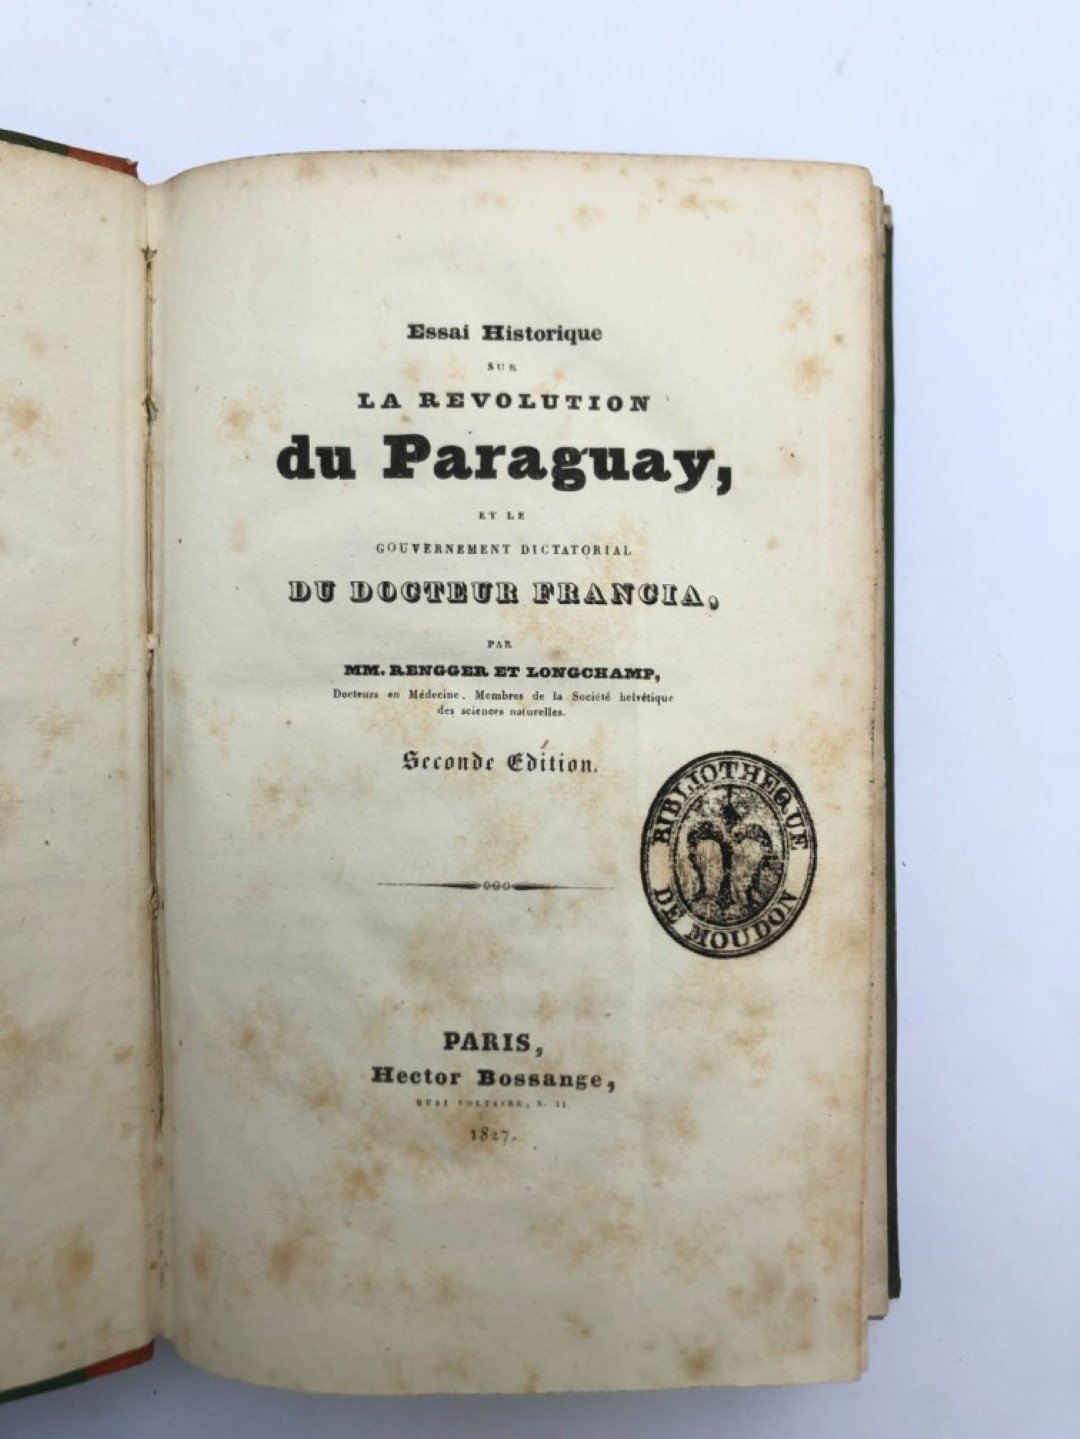 Essai Historique
SUR
LA REVOLUTION
du Paraguay,
ET LE
GOUVERNEMENT DICTATORIAL
DU DOCTEUR FRANCIA,
PAR
MM. RENGGER ET LONGCHAMP,
Docteurs en Médecine, Membres de la Société helvétique
des sciences naturelles.
Seconde Edition.
BIBLIOTHEQUE
DE MOUDON
PARIS,
Hector Bossange,
QUAI VOLTAIRE, N. 11
1827.